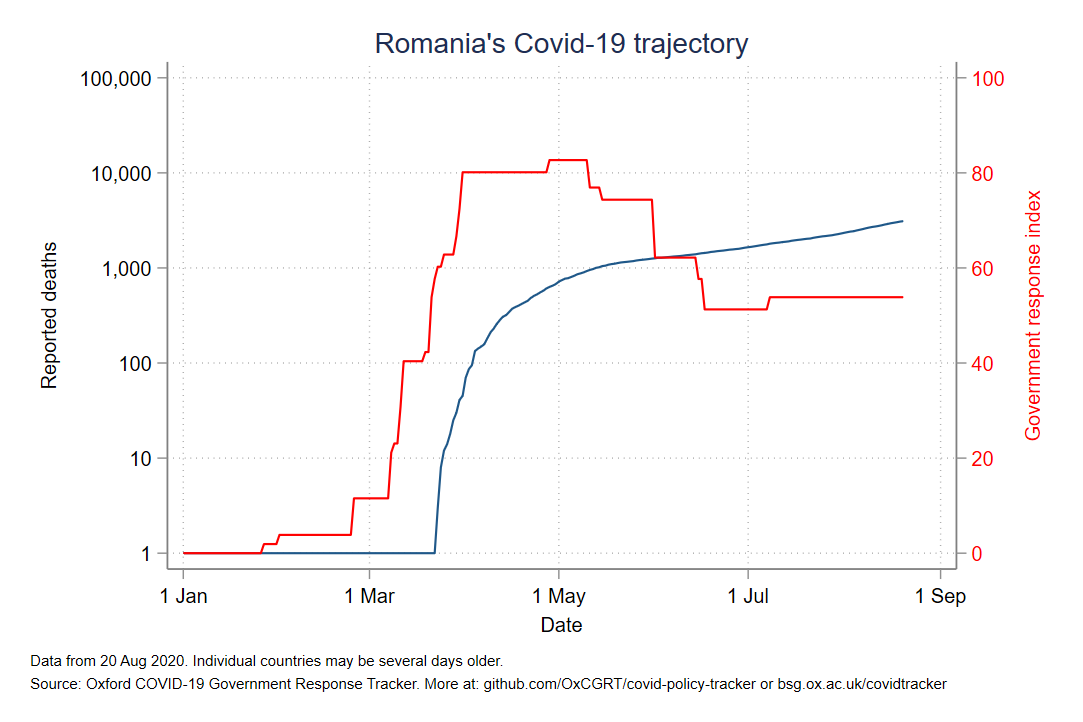 Romania's Covid-19 trajectory
100,000
10,000
1,000
100
10
1
Reported deaths
100
80
60
40
20
0
Government response index
1 Jan
1 Mar
1 May
1 Jul
1 Sep
Date
Data from 20 Aug 2020. Individual countries may be several days older.
Source: Oxford COVID-19 Government Response Tracker. More at: github.com/OxCGRT/covid-policy-tracker or bsg.ox.ac.uk/covidtracker